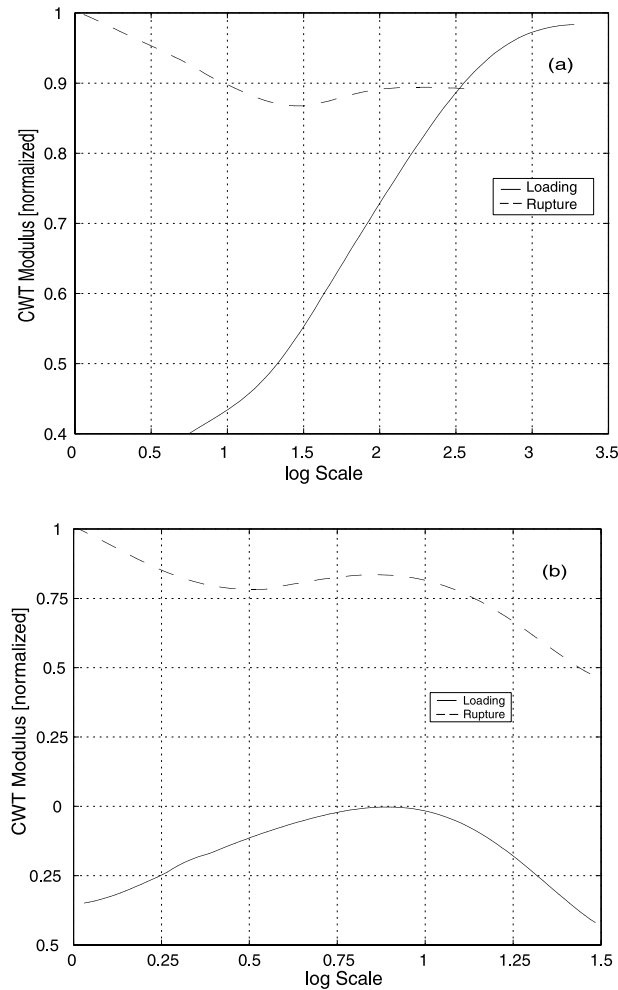 1
0.9
0.8
0.7
0.6
0.5
0.4
CWT Modulus [normalized]
(a)
Loading
Rupture
0 0.5 1 1.5 2 2.5 3 3.5
log Scale
1
0.75
0.5
0.25
0
0.25
0.5
CWT Modulus [normalized]
(b)
Loading
Rupture
0 0.25 0.5 0.75 1 1.25 1.5
log Scale